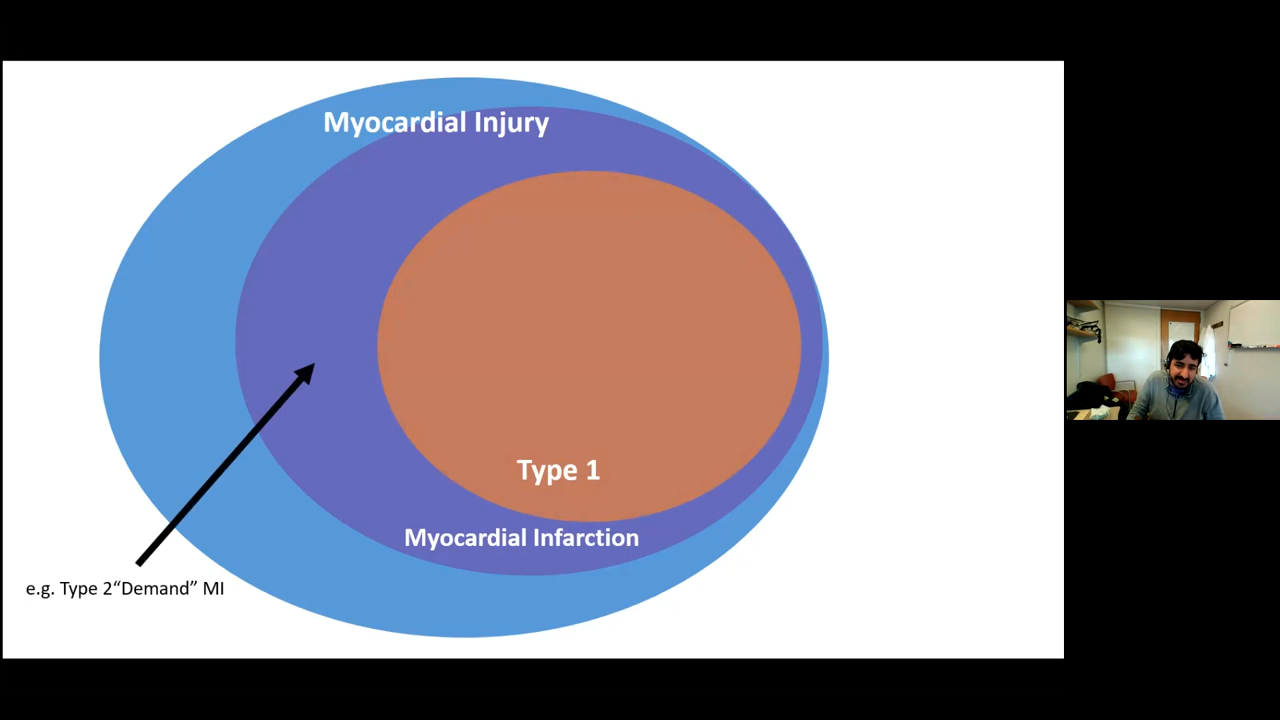 Myocardial Injury
Type 1
Myocardial Infarction
e.g. Type 2“Demand” MI